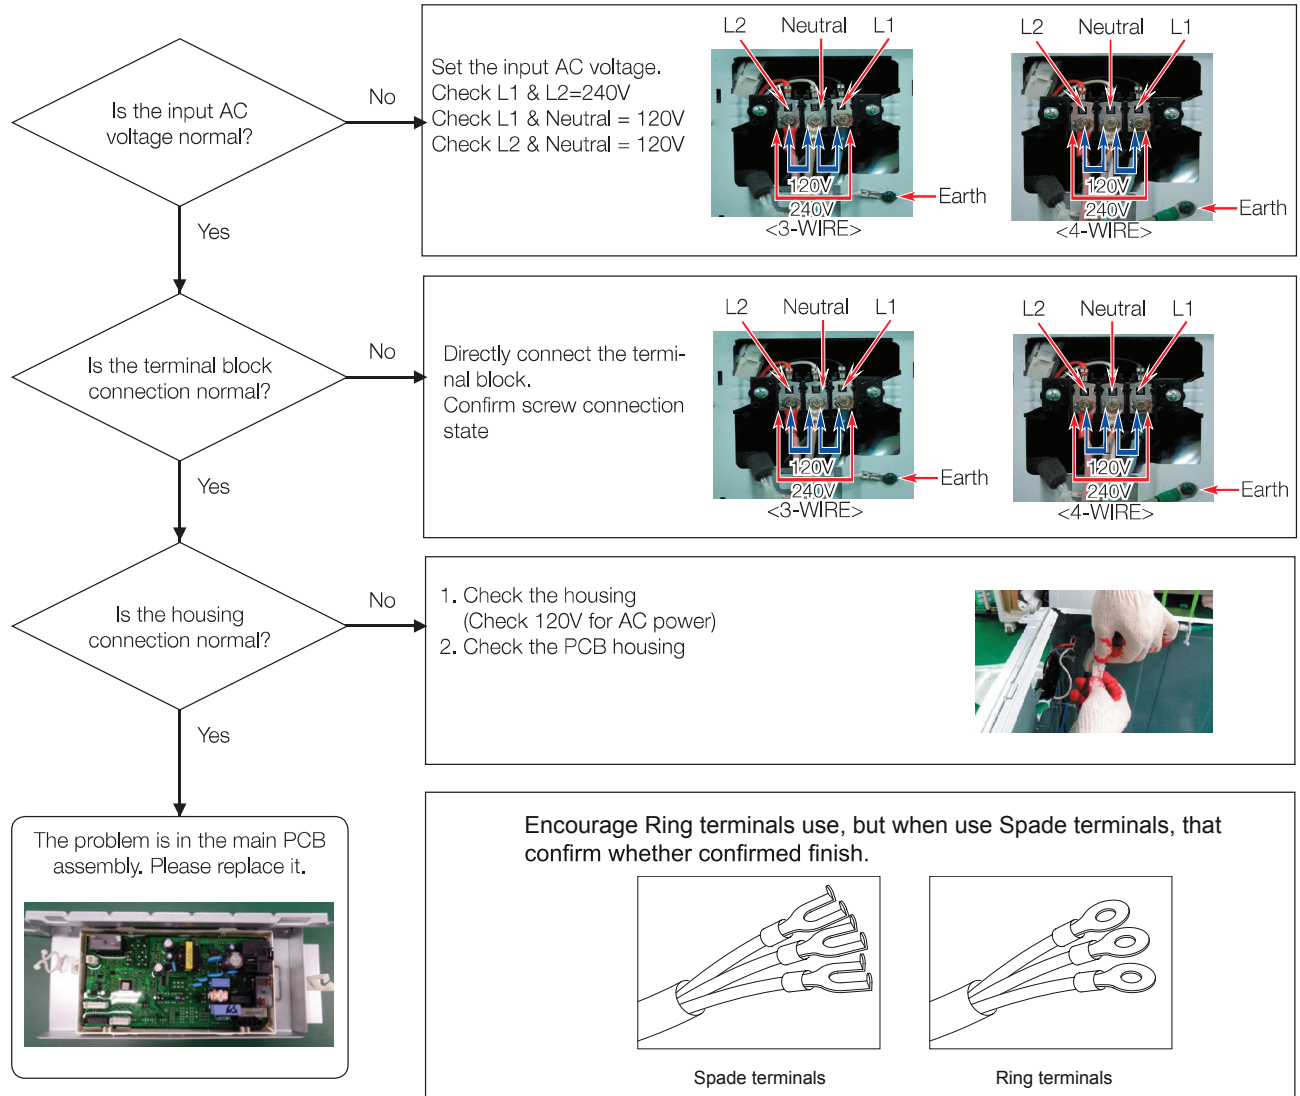 Is the input AC
voltage normal?
No
Yes
Set the input AC voltage.
Check L1 & L2=240V
Check L1 & Neutral = 120V
Check L2 & Neutral = 120V
L2 Neutral L1
120V
240V
Earth
<3-WIRE>
L2 Neutral L1
120V
240V
Earth
<4-WIRE>
Is the terminal block
connection normal?
No
Yes
Directly connect the termi-
nal block.
Confirm screw connection
state
L2 Neutral L1
120V
240V
Earth
<3-WIRE>
L2 Neutral L1
120V
240V
Earth
<4-WIRE>
Is the housing
connection normal?
No
Yes
1. Check the housing
(Check 120V for AC power)
2. Check the PCB housing
The problem is in the main PCB
assembly. Please replace it.
Encourage Ring terminals use, but when use Spade terminals, that
confirm whether confirmed finish.
Spade terminals
Ring terminals